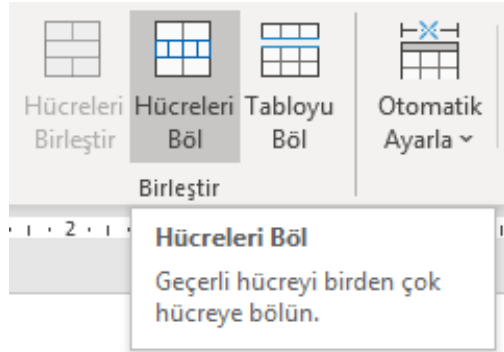 Hücreleri Birleştir
Hücreleri Böl
Tabloyu Böl
Otomatik Ayarla
Birleştir
2
Hücreleri Böl
Geçerli hücreyi birden çok
hücreye bölün.